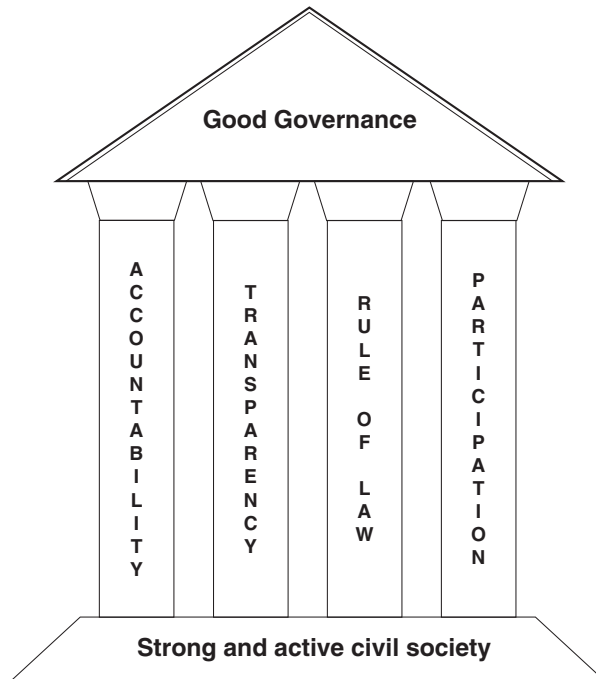 Good Governance
ACCOUNTABILITY
TRANSPARENCY
RULE OF LAW
PARTICIPATION
Strong and active civil society